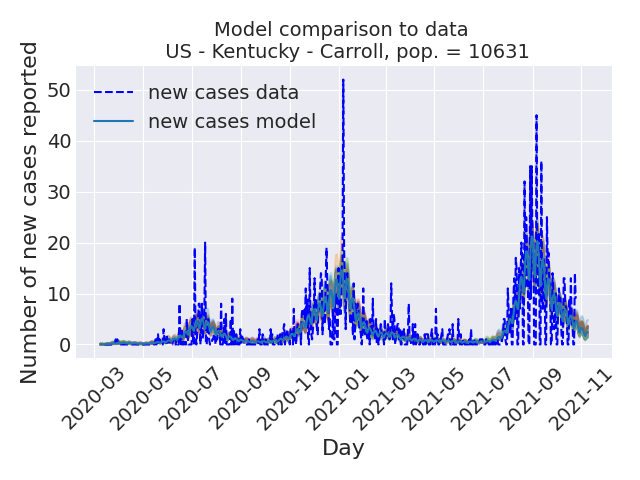 Model comparison to data
US - Kentucky - Carroll, pop. = 10631
Number of new cases reported
50
40
30
20
10
0
new cases data
new cases model
2020-03
2020-05
2020-07
2020-09
2020-11
2021-01
2021-03
2021-05
2021-07
2021-09
2021-11
Day